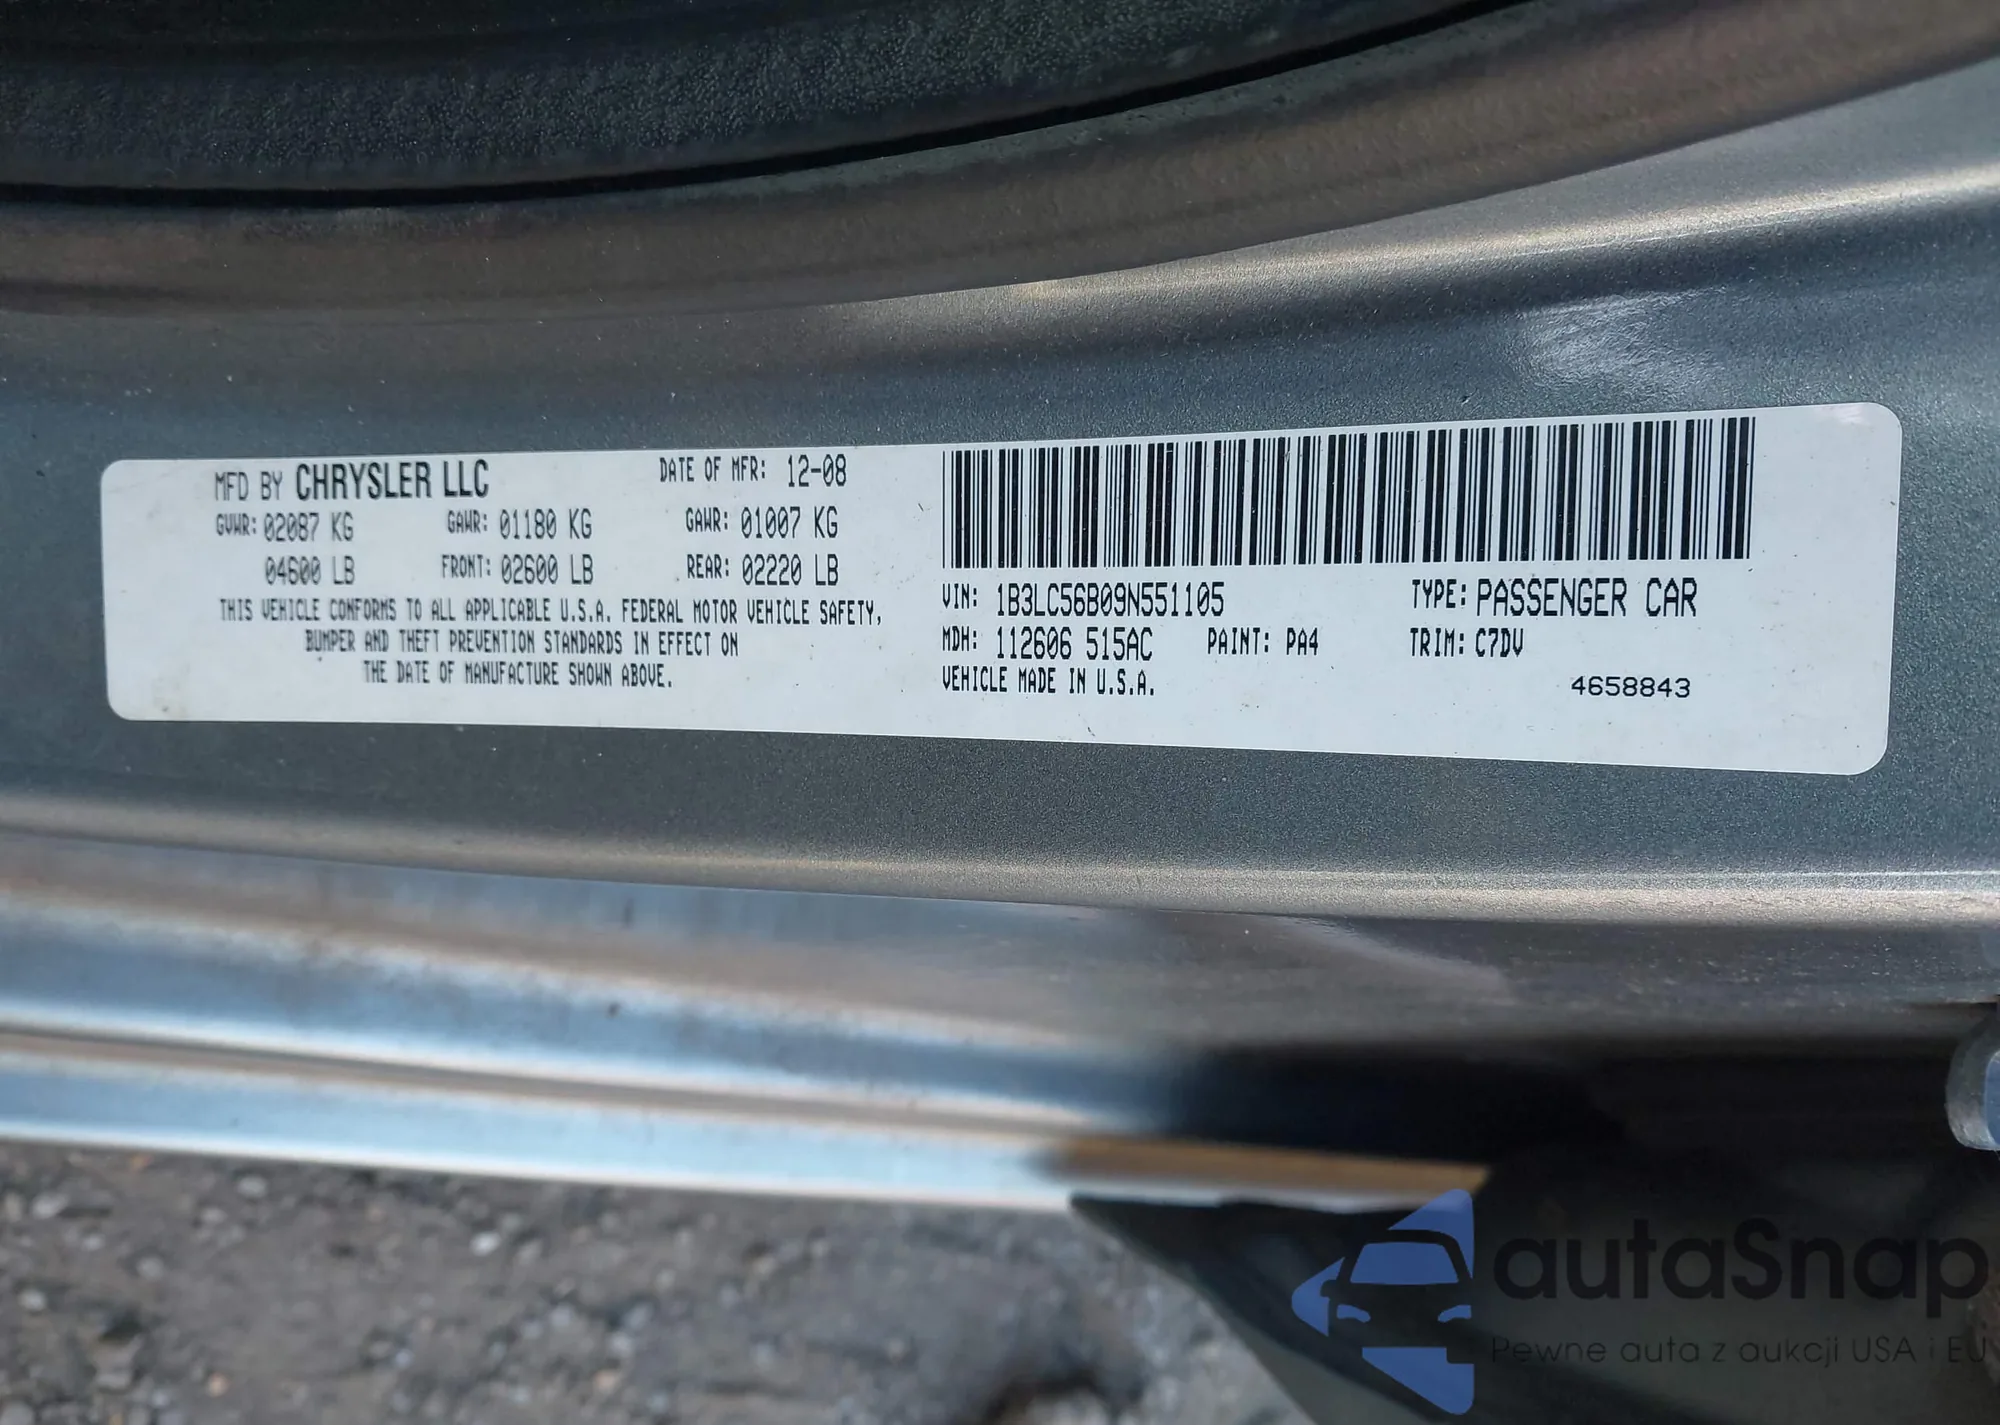 MFD BY CHRYSLER LLC DATE OF MFR: 12-08
GVWR: 02087 KG GAWR: 01180 KG GAWR: 01007 KG
04600 LB FRONT: 02600 LB REAR: 02220 LB
THIS VEHICLE CONFORMS TO ALL APPLICABLE U.S.A. FEDERAL MOTOR VEHICLE SAFETY,
BUMPER AND THEFT PREVENTION STANDARDS IN EFFECT ON
THE DATE OF MANUFACTURE SHOWN ABOVE.
VIN: 1B3LC56B09N551105 TYPE: PASSENGER CAR
MDH: 112606 515AC PAINT: PA4 TRIM: C7DV
VEHICLE MADE IN U.S.A.
4658843
autaSnap
Pewne auta z aukcji USA i EU